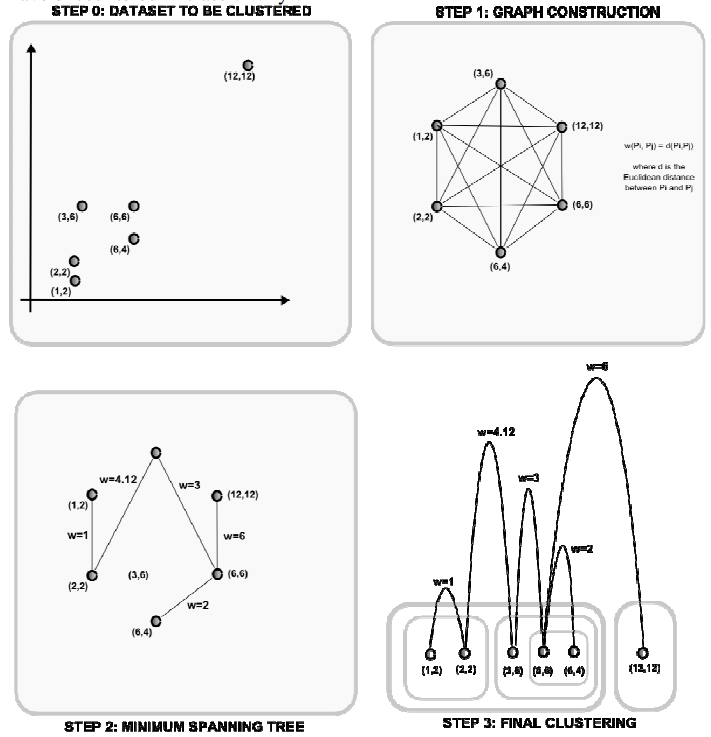 STEP 0: DATASET TO BE CLUSTERED
(12,12)
(3,6)
(6,6)
(6,4)
(2,2)
(1,2)
STEP 1: GRAPH CONSTRUCTION
(3,6)
(1,2)
(12,12)
(2,2)
(6,6)
(6,4)
w(Pi, Pj) = d(Pi,Pj)
where d is the
Euclidean distance
between Pi and Pj
w=4.12
w=3
(1,2)
(12,12)
w=1
w=6
(2,2)
(3,6)
(6,6)
w=2
(6,4)
STEP 2: MINIMUM SPANNING TREE
w=6
w=4.12
w=3
w=2
w=1
(1,2)
(2,2)
(3,6)
(6,6)
(6,4)
(13,12)
STEP 3: FINAL CLUSTERING